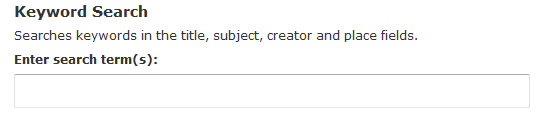 Keyword Search
Searches keywords in the title, subject, creator and place fields.
Enter search term(s):